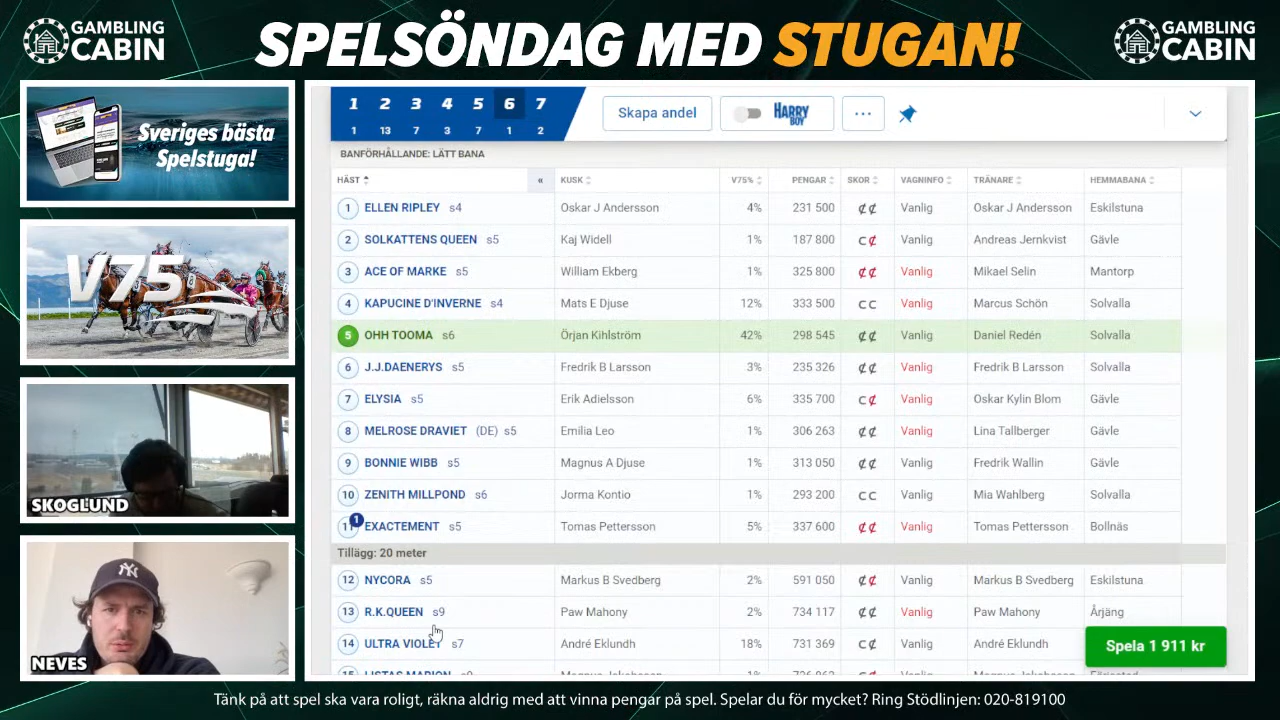 GAMBLING CABIN
SPELSÖNDAG MED STUGAN!
GAMBLING CABIN
Sveriges bästa
Spelstuga!
V75
SKOGLUND
NEVES
1 2 3 4 5 6 7
1 13 7 3 7 1 2
Skapa andel
HARRY BOY
...
BANFÖRHÅLLANDE: LÄTT BANA
HÄST « KUSK V75% PENGAR SKOR VAGNINFO TRÄNARE HEMMABANA
1 ELLEN RIPLEY s4 Oskar J Andersson 4% 231 500 ¢¢ Vanlig Oskar J Andersson Eskilstuna
2 SOLKATTENS QUEEN s5 Kaj Widell 1% 187 800 C¢ Vanlig Andreas Jernkvist Gävle
3 ACE OF MARKE s5 William Ekberg 1% 325 800 ¢¢ Vanlig Mikael Selin Mantorp
4 KAPUCINE D'INVERNE s4 Mats E Djuse 12% 333 500 CC Vanlig Marcus Schön Solvalla
5 OHH TOOMA s6 Örjan Kihlström 42% 298 545 ¢¢ Vanlig Daniel Redén Solvalla
6 J.J.DAENERYS s5 Fredrik B Larsson 3% 235 326 ¢¢ Vanlig Fredrik B Larsson Solvalla
7 ELYSIA s5 Erik Adielsson 6% 335 700 C¢ Vanlig Oskar Kylin Blom Gävle
8 MELROSE DRAVIET (DE) s5 Emilia Leo 1% 306 263 ¢¢ Vanlig Lina Tallberger Gävle
9 BONNIE WIBB s5 Magnus A Djuse 1% 313 050 ¢¢ Vanlig Fredrik Wallin Gävle
10 ZENITH MILLPOND s6 Jorma Kontio 1% 293 200 CC Vanlig Mia Wahlberg Solvalla
11 1 EXACTEMENT s5 Tomas Pettersson 5% 337 600 ¢¢ Vanlig Tomas Pettersson Bollnäs
Tillägg: 20 meter
12 NYCORA s5 Markus B Svedberg 2% 591 050 ¢¢ Vanlig Markus B Svedberg Eskilstuna
13 R.K.QUEEN s9 Paw Mahony 2% 734 117 ¢¢ Vanlig Paw Mahony Årjäng
14 ULTRA VIOLET s7 André Eklundh 18% 731 369 C¢ Vanlig André Eklundh
Spela 1 911 kr
Tänk på att spel ska vara roligt, räkna aldrig med att vinna pengar på spel. Spelar du för mycket? Ring Stödlinjen: 020-819100